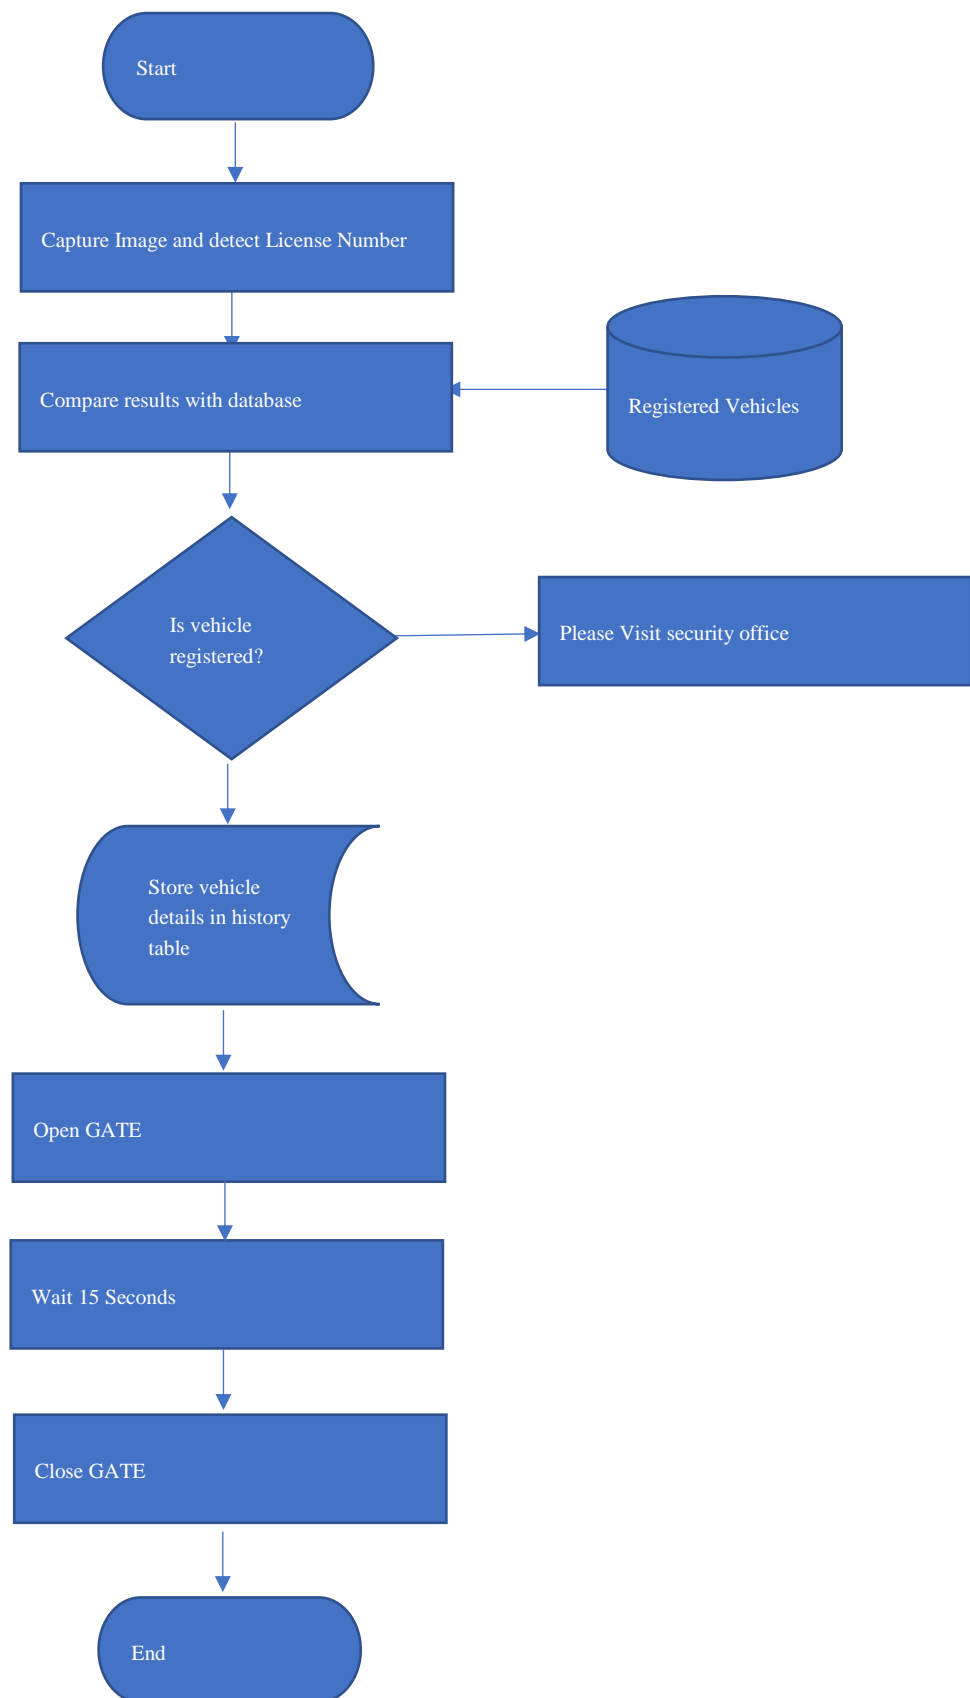 Start
Capture Image and detect License Number
Compare results with database
Registered Vehicles
Is vehicle
registered?
Please Visit security office
Store vehicle
details in history
table
Open GATE
Wait 15 Seconds
Close GATE
End